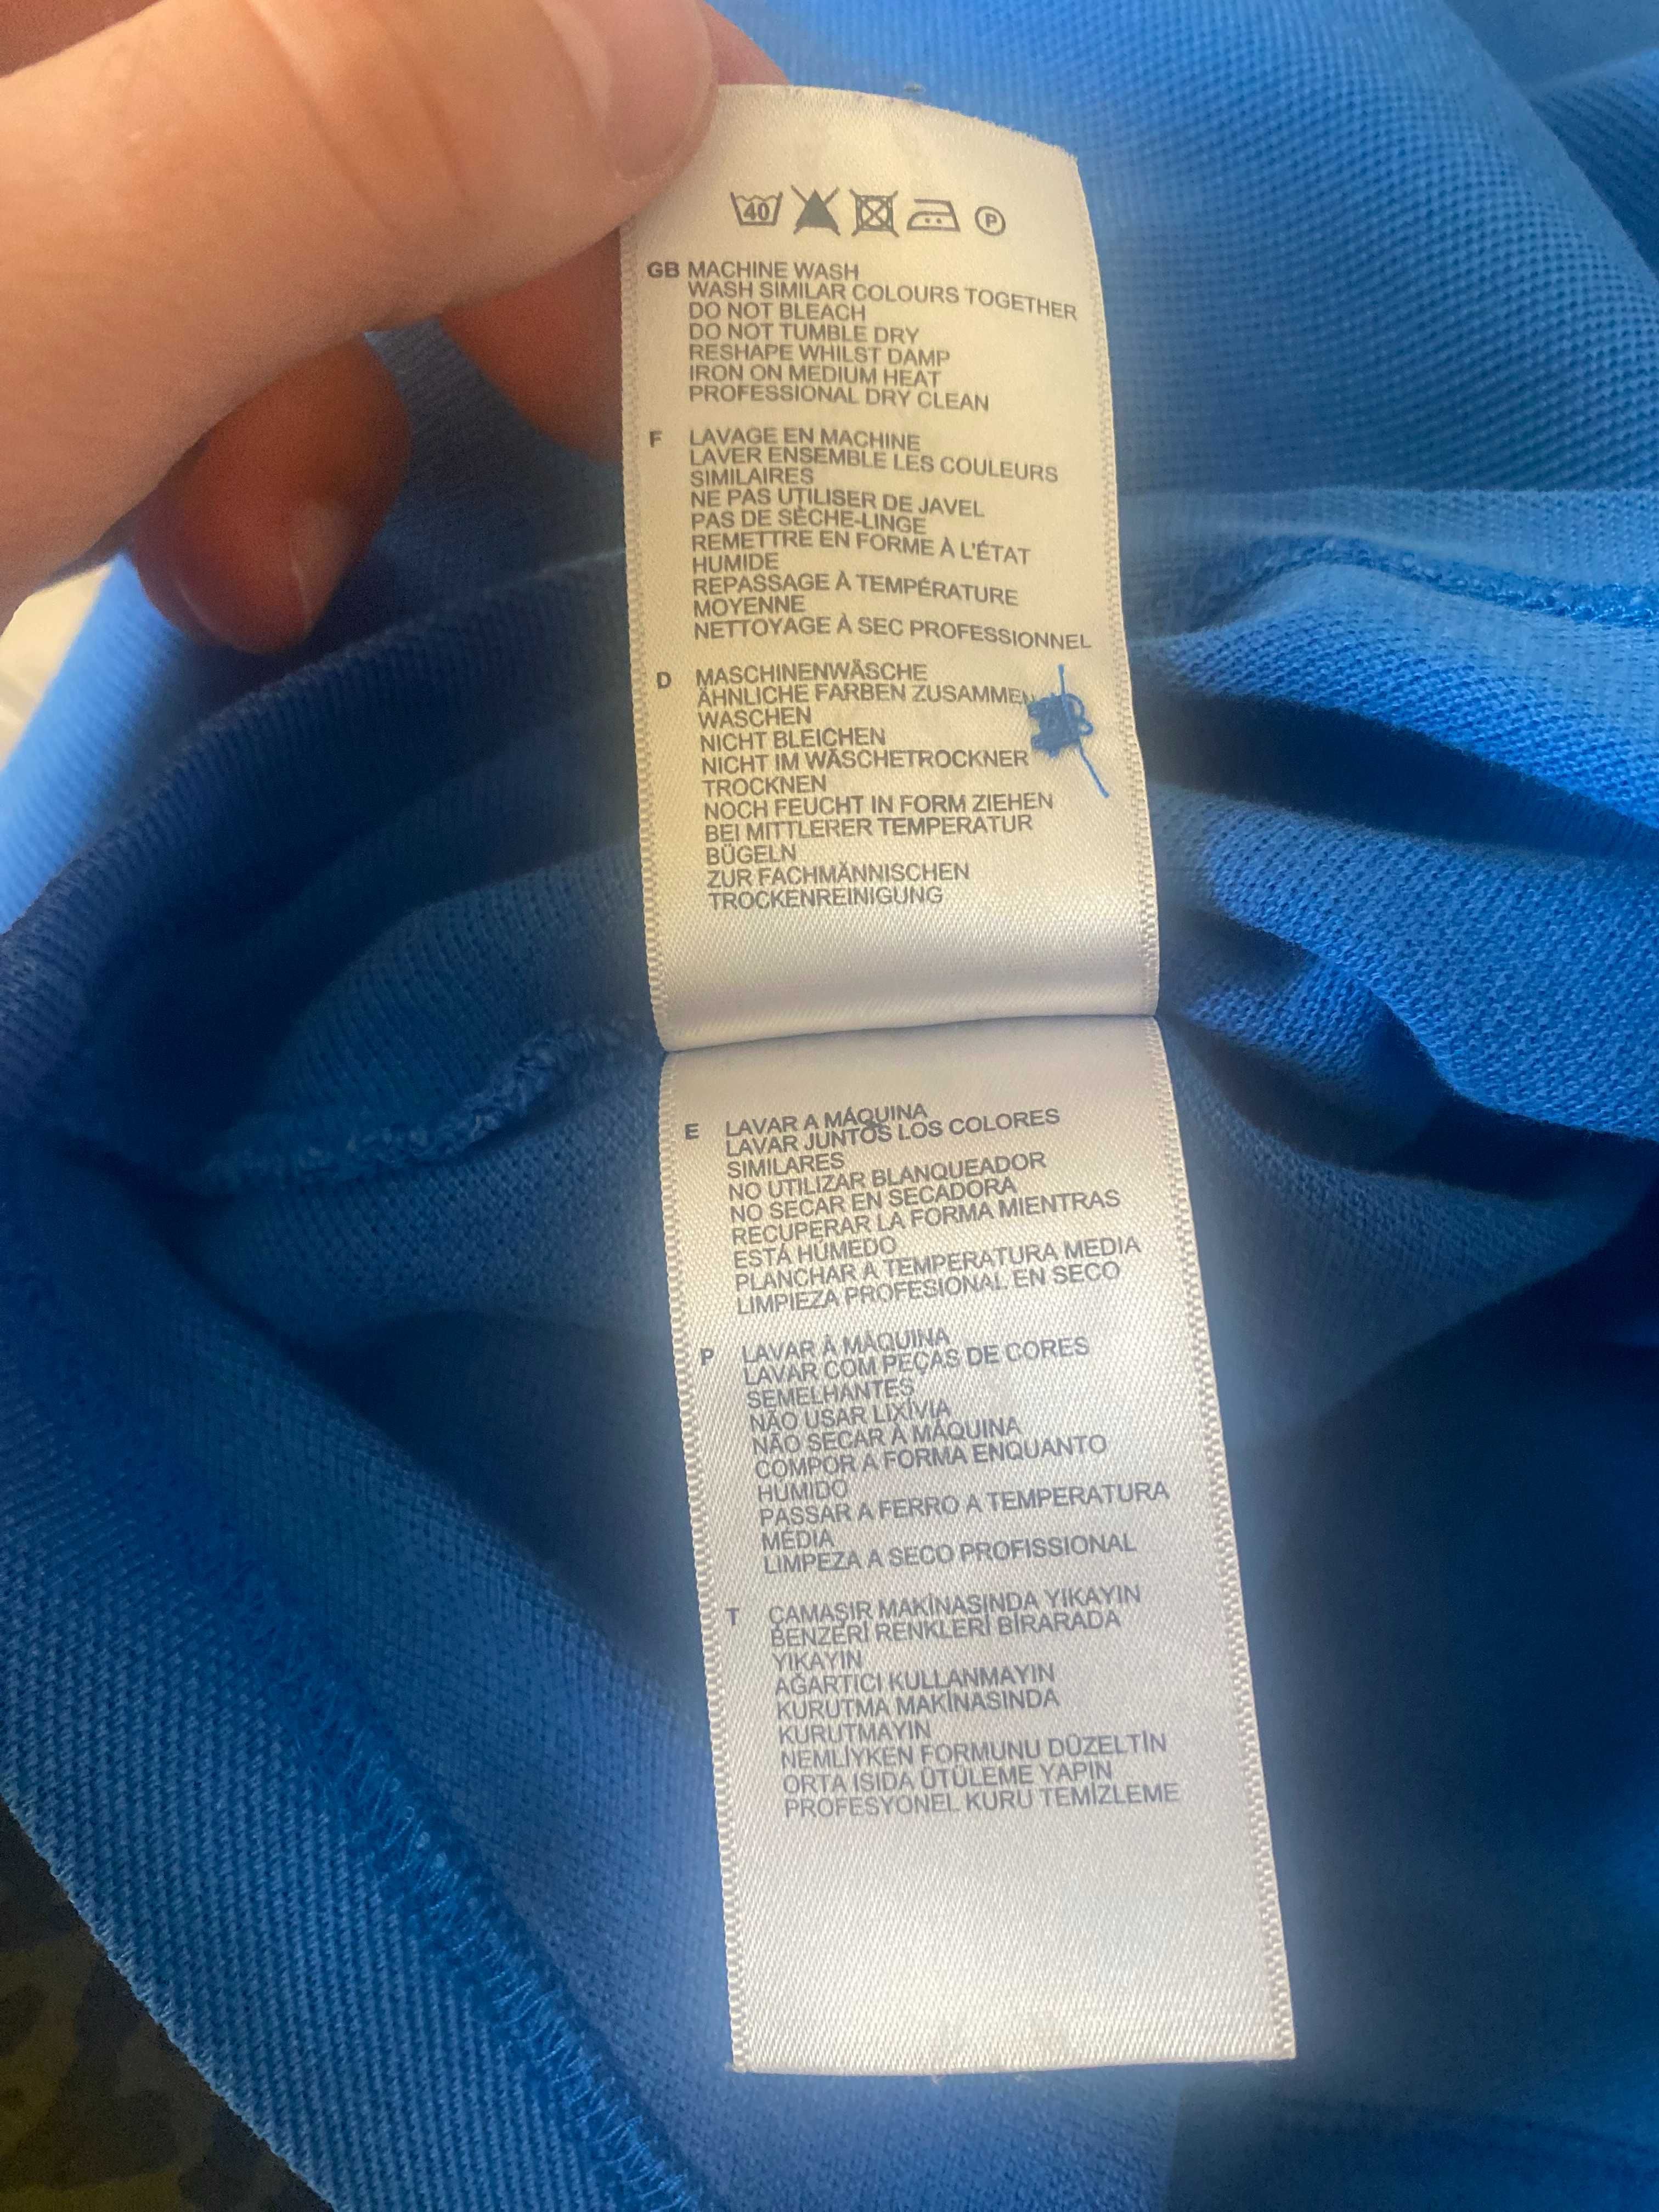 40 P
GB MACHINE WASH
WASH SIMILAR COLOURS TOGETHER
DO NOT BLEACH
DO NOT TUMBLE DRY
RESHAPE WHILST DAMP
IRON ON MEDIUM HEAT
PROFESSIONAL DRY CLEAN
F LAVAGE EN MACHINE
LAVER ENSEMBLE LES COULEURS
SIMILAIRES
NE PAS UTILISER DE JAVEL
PAS DE SÈCHE-LINGE
REMETTRE EN FORME À L'ÉTAT
HUMIDE
REPASSAGE À TEMPÉRATURE
MOYENNE
NETTOYAGE À SEC PROFESSIONNEL
D MASCHINENWÄSCHE
ÄHNLICHE FARBEN ZUSAMMEN
WASCHEN
NICHT BLEICHEN
NICHT IM WÄSCHETROCKNER
TROCKNEN
NOCH FEUCHT IN FORM ZIEHEN
BEI MITTLERER TEMPERATUR
BÜGELN
ZUR FACHMÄNNISCHEN
TROCKENREINIGUNG
E LAVAR A MÁQUINA
LAVAR JUNTOS LOS COLORES
SIMILARES
NO UTILIZAR BLANQUEADOR
NO SECAR EN SECADORA
RECUPERAR LA FORMA MIENTRAS
ESTÁ HÚMEDO
PLANCHAR A TEMPERATURA MEDIA
LIMPIEZA PROFESIONAL EN SECO
P LAVAR À MÁQUINA
LAVAR COM PEÇAS DE CORES
SEMELHANTES
NÃO USAR LIXÍVIA
NÃO SECAR À MÁQUINA
COMPOR A FORMA ENQUANTO
HÚMIDO
PASSAR A FERRO A TEMPERATURA
MÉDIA
LIMPEZA A SECO PROFISSIONAL
T ÇAMAŞIR MAKİNASINDA YIKAYIN
BENZERİ RENKLERİ BİRARADA
YIKAYIN
AĞARTICI KULLANMAYIN
KURUTMA MAKİNASINDA
KURUTMAYIN
NEMLİYKEN FORMUNU DÜZELTİN
ORTA ISIDA ÜTÜLEME YAPIN
PROFESYONEL KURU TEMİZLEME